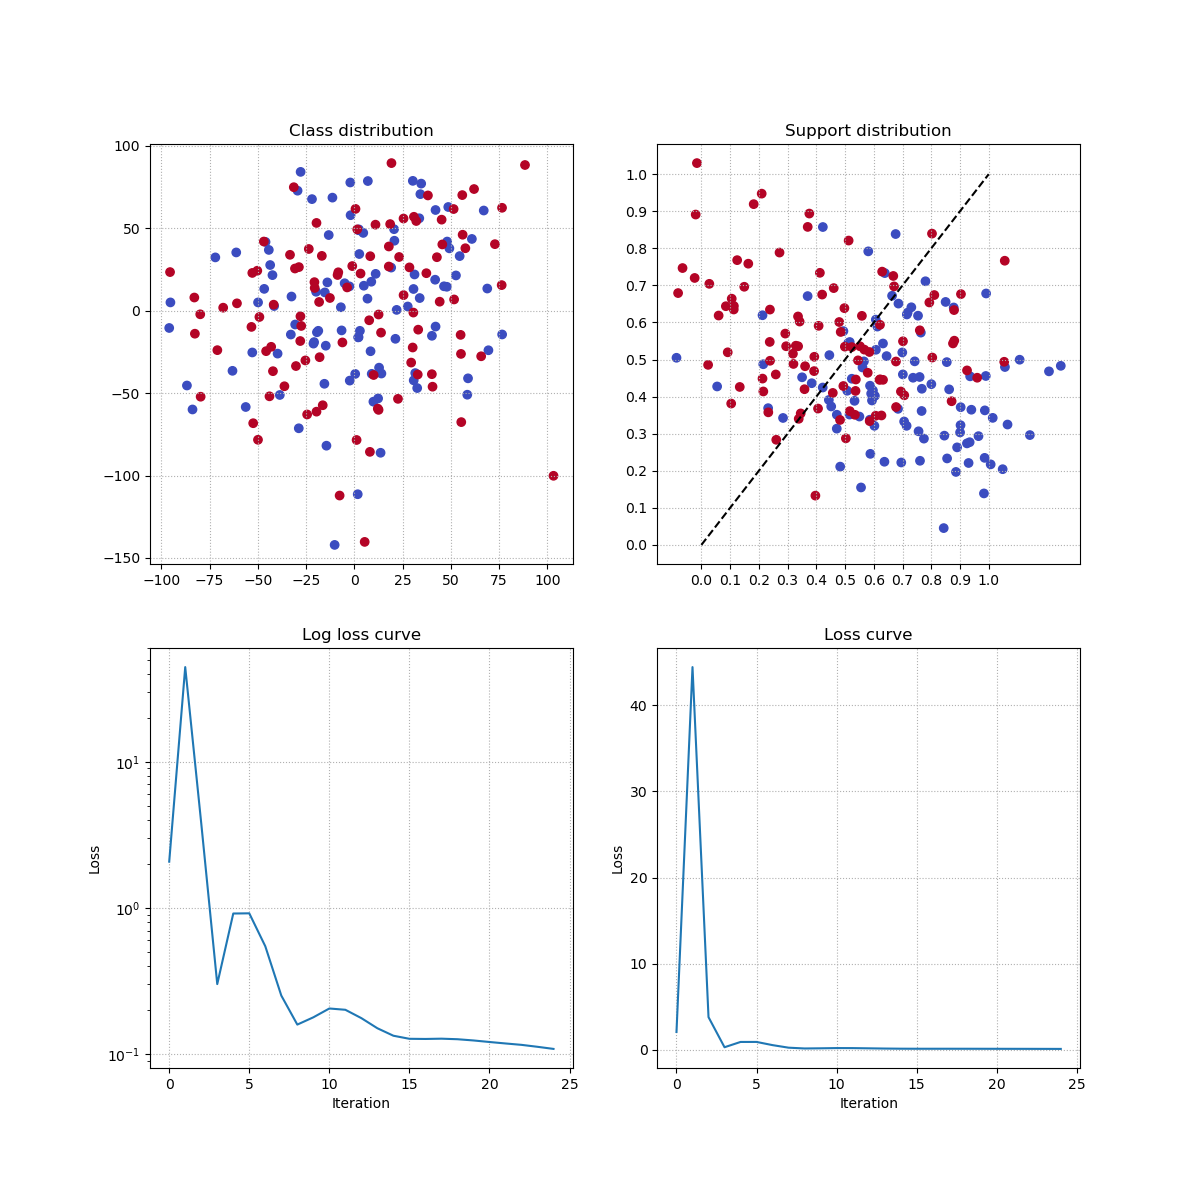 Class distribution
100
50
0
−50
−100
−150
−100 −75 −50 −25 0 25 50 75 100
Support distribution
1.0
0.9
0.8
0.7
0.6
0.5
0.4
0.3
0.2
0.1
0.0
0.0 0.1 0.2 0.3 0.4 0.5 0.6 0.7 0.8 0.9 1.0
Log loss curve
Loss
10^1
10^0
10^−1
0 5 10 15 20 25
Iteration
Loss curve
Loss
40
30
20
10
0
0 5 10 15 20 25
Iteration